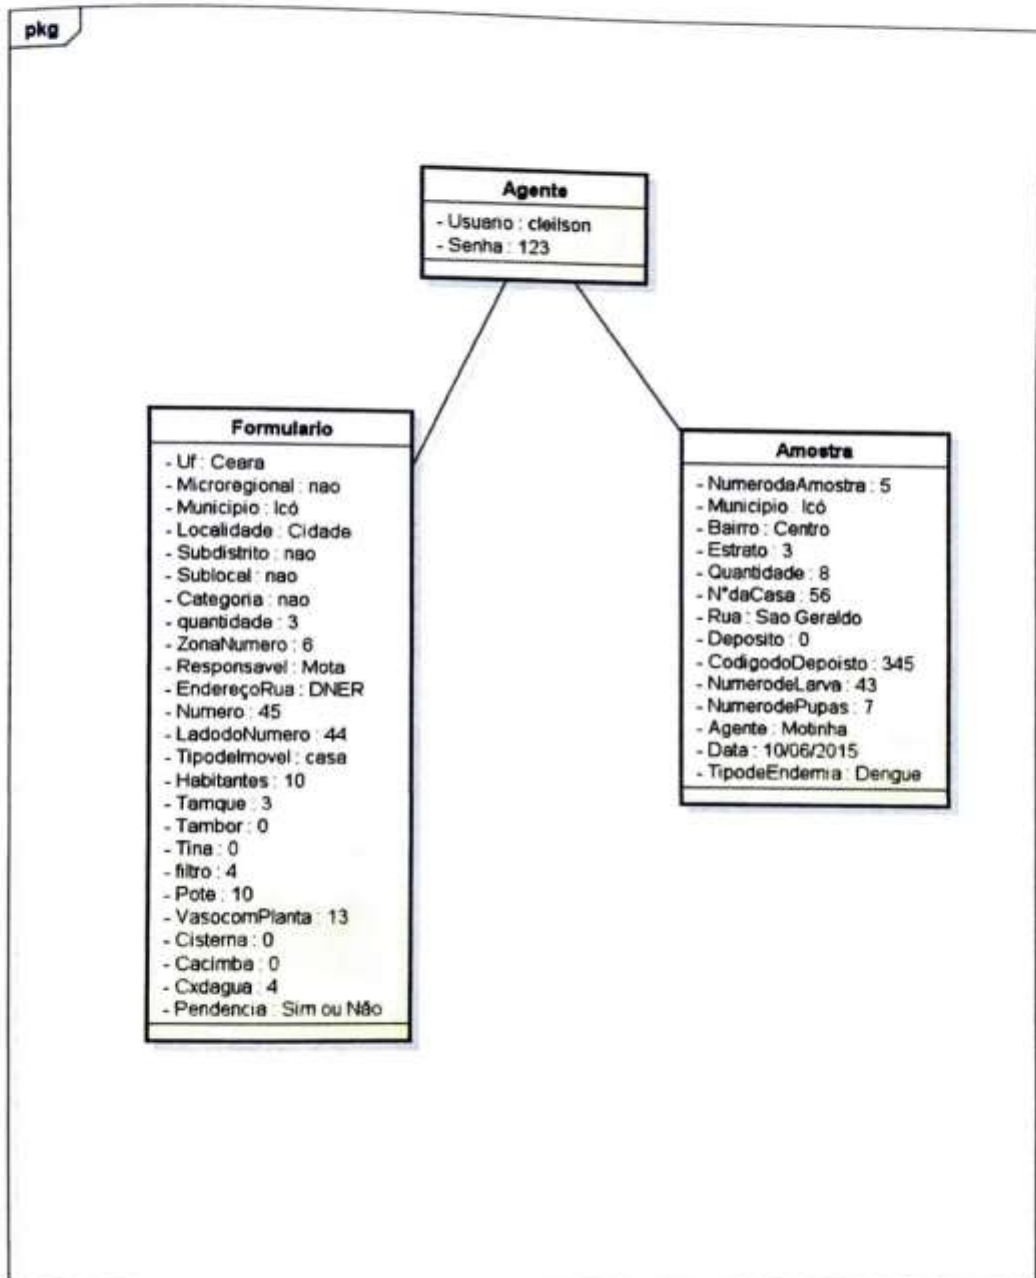 pkg
Agente
- Usuario : cleilson
- Senha : 123
Formulario
- Uf : Ceara
- Microregional : nao
- Municipio : Icó
- Localidade : Cidade
- Subdistrito : nao
- Sublocal : nao
- Categoria : nao
- quantidade : 3
- ZonaNumero : 6
- Responsavel : Mota
- EndereçoRua : DNER
- Numero : 45
- LadodoNumero : 44
- TipodeImovel : casa
- Habitantes : 10
- Tamque : 3
- Tambor : 0
- Tina : 0
- filtro : 4
- Pote : 10
- VasocomPlanta : 13
- Cisterna : 0
- Cacimba : 0
- Cxdagua : 4
- Pendencia : Sim ou Não
Amostra
- NumerodaAmostra : 5
- Municipio : Icó
- Bairro : Centro
- Estrato : 3
- Quantidade : 8
- N°daCasa : 56
- Rua : Sao Geraldo
- Deposito : 0
- CodigodoDepoisto : 345
- NumerodeLarva : 43
- NumerodePupas : 7
- Agente : Motinha
- Data : 10/06/2015
- TipodeEndemia : Dengue